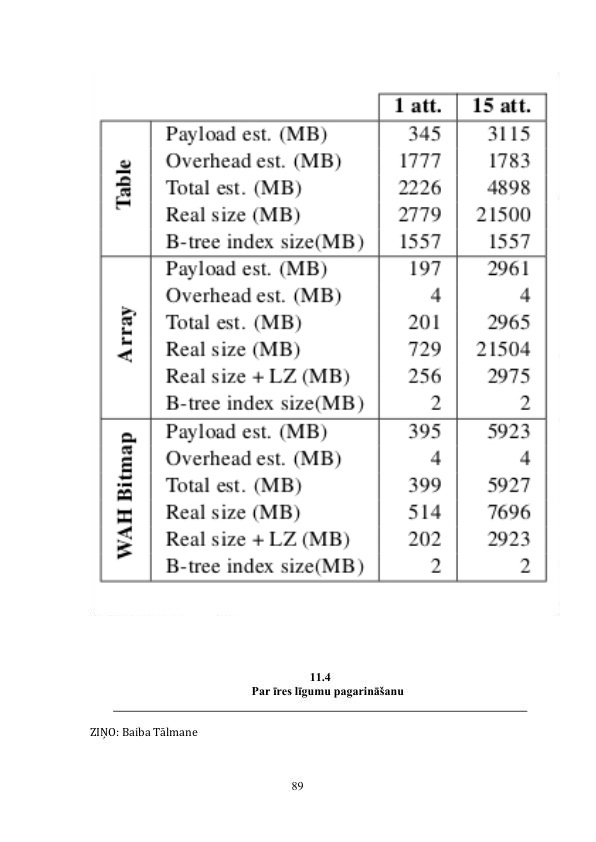 1 att. 15 att.
Table
Payload est. (MB) 345 3115
Overhead est. (MB) 1777 1783
Total est. (MB) 2226 4898
Real size (MB) 2779 21500
B-tree index size(MB) 1557 1557
Array
Payload est. (MB) 197 2961
Overhead est. (MB) 4 4
Total est. (MB) 201 2965
Real size (MB) 729 21504
Real size + LZ (MB) 256 2975
B-tree index size(MB) 2 2
WAH Bitmap
Payload est. (MB) 395 5923
Overhead est. (MB) 4 4
Total est. (MB) 399 5927
Real size (MB) 514 7696
Real size + LZ (MB) 202 2923
B-tree index size(MB) 2 2
11.4
Par īres līgumu pagarināšanu
ZIŅO: Baiba Tālmane
89